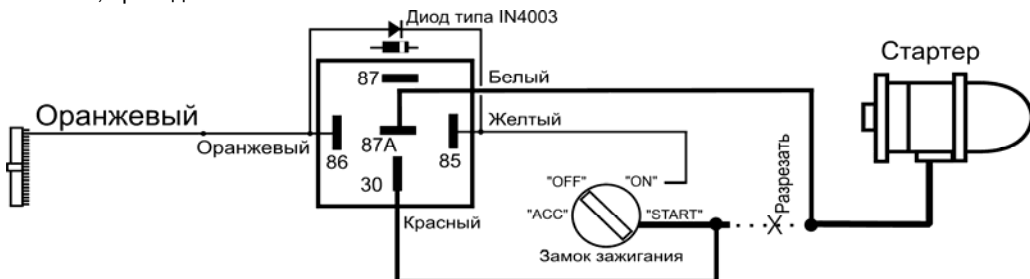 Диод типа IN4003
Стартер
87
Белый
Оранжевый
Желтый
Оранжевый
86
87A
85
30
Красный
"OFF"
"ON"
"ACC"
"START"
Разрезать
X
Замок зажигания